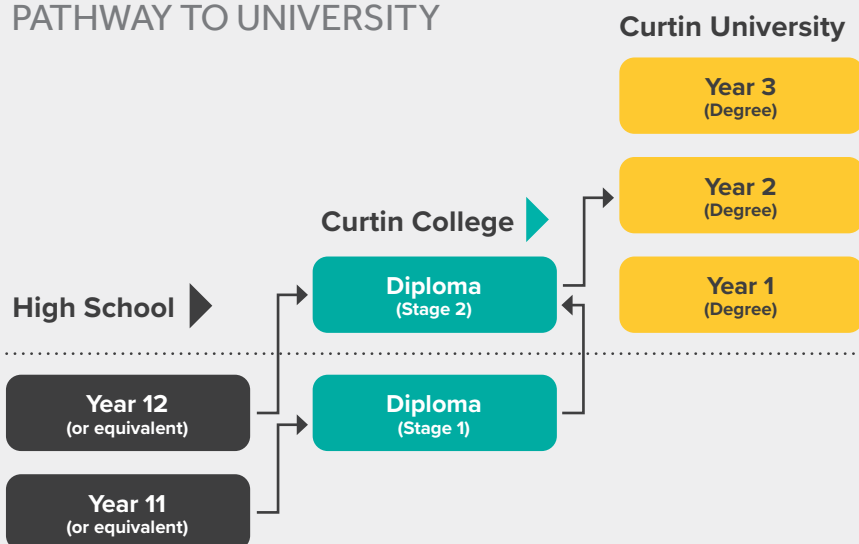 PATHWAY TO UNIVERSITY
Curtin University
Year 3
(Degree)
Year 2
(Degree)
Curtin College
Diploma
(Stage 2)
Year 1
(Degree)
High School
Year 12
(or equivalent)
Diploma
(Stage 1)
Year 11
(or equivalent)